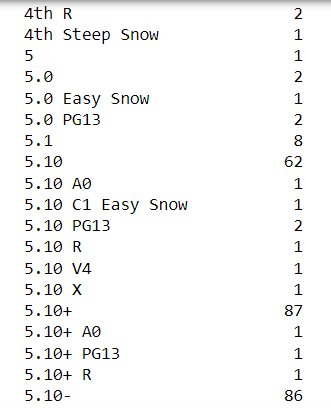 4th R 2
4th Steep Snow 1
5 1
5.0 2
5.0 Easy Snow 1
5.0 PG13 2
5.1 8
5.10 62
5.10 A0 1
5.10 C1 Easy Snow 1
5.10 PG13 2
5.10 R 1
5.10 V4 1
5.10 X 1
5.10+ 87
5.10+ A0 1
5.10+ PG13 1
5.10+ R 1
5.10- 86